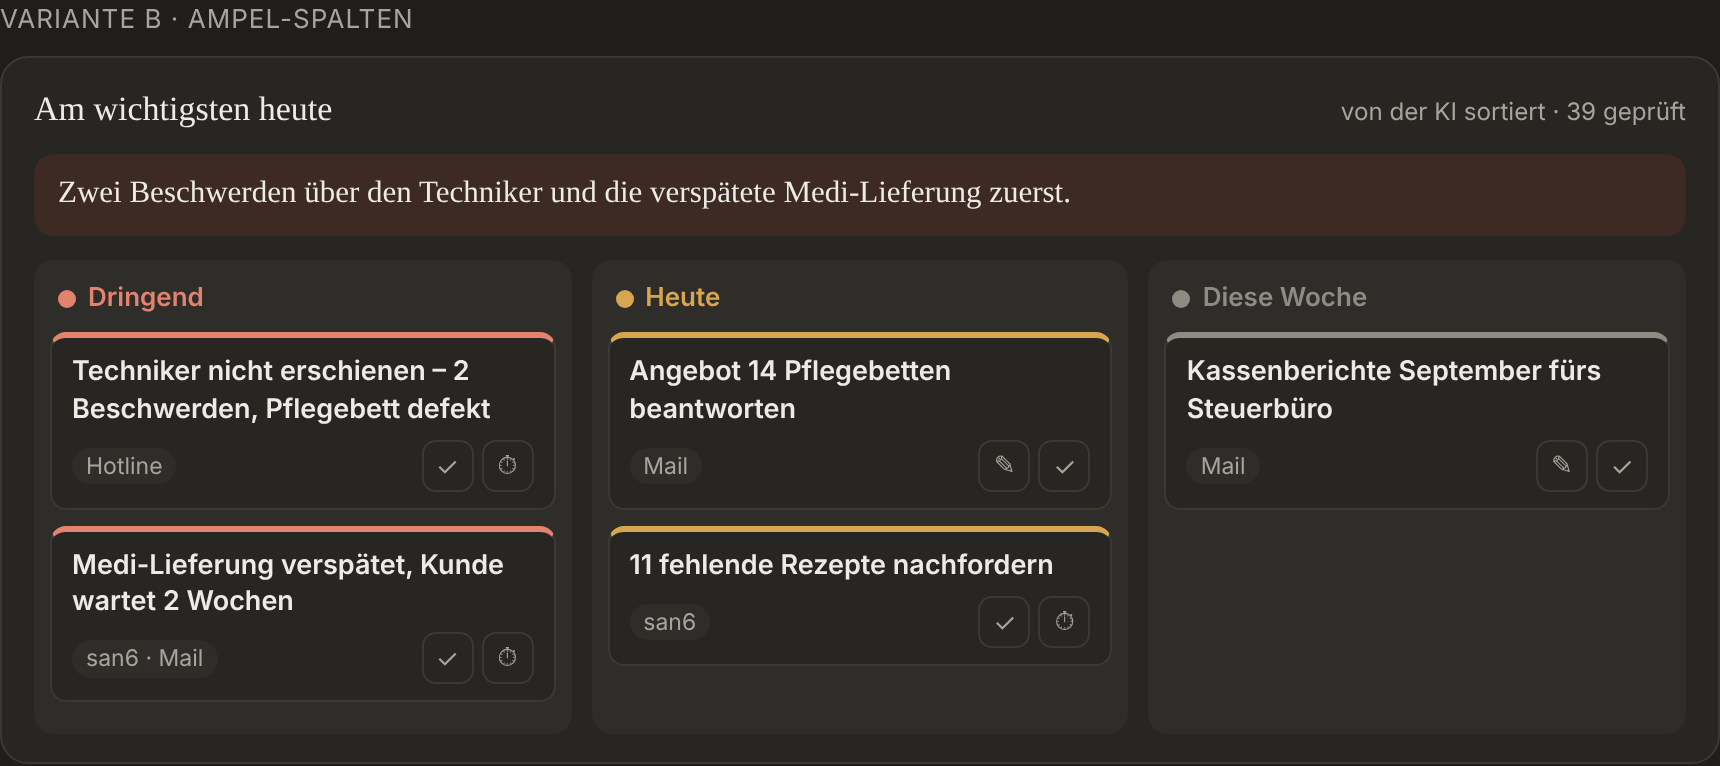 VARIANTE B · AMPEL-SPALTEN
Am wichtigsten heute
von der KI sortiert · 39 geprüft
Zwei Beschwerden über den Techniker und die verspätete Medi-Lieferung zuerst.
Dringend
Techniker nicht erschienen – 2
Beschwerden, Pflegebett defekt
Hotline
Medi-Lieferung verspätet, Kunde
wartet 2 Wochen
san6 · Mail
Heute
Angebot 14 Pflegebetten
beantworten
Mail
11 fehlende Rezepte nachfordern
san6
Diese Woche
Kassenberichte September fürs
Steuerbüro
Mail